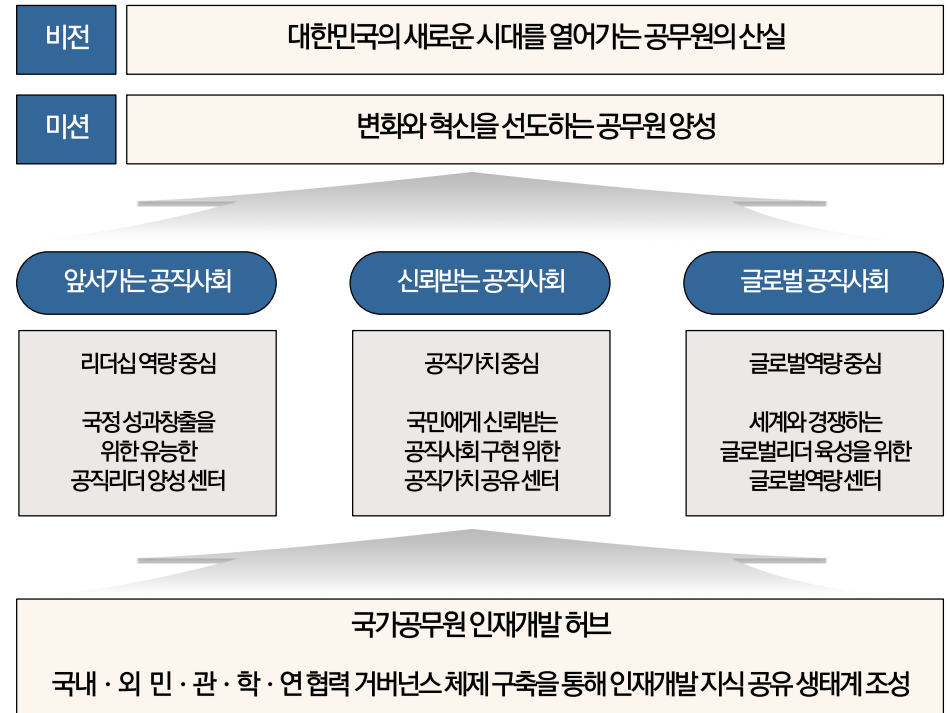 비전
대한민국의 새로운 시대를 열어가는 공무원의 산실
미션
변화와 혁신을 선도하는 공무원 양성
앞서가는 공직사회
리더십 역량 중심
국정 성과창출을
위한 유능한
공직리더 양성 센터
신뢰받는 공직사회
공직가치 중심
국민에게 신뢰받는
공직사회 구현 위한
공직가치 공유 센터
글로벌 공직사회
글로벌역량 중심
세계와 경쟁하는
글로벌리더 육성을 위한
글로벌역량 센터
국가공무원 인재개발 허브
국내 · 외 민 · 관 · 학 · 연 협력 거버넌스 체제 구축을 통해 인재개발 지식 공유 생태계 조성